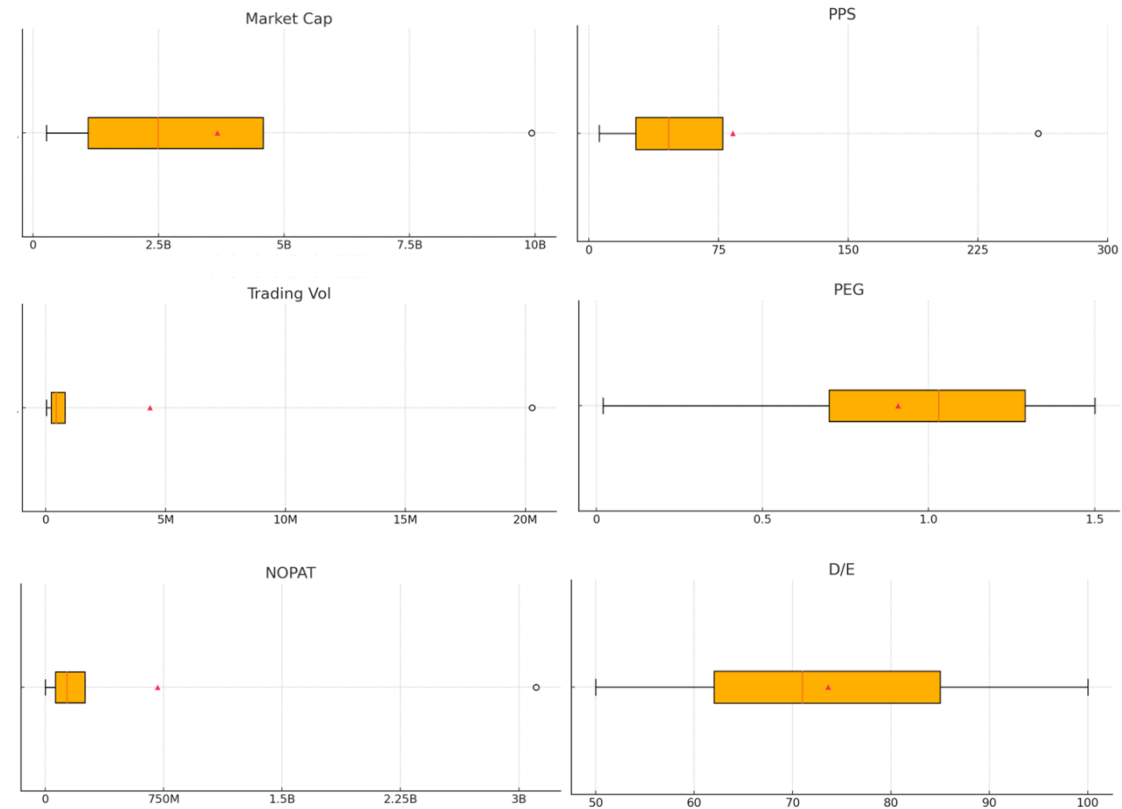 Market Cap
0 2.5B 5B 7.5B 10B
PPS
0 75 150 225 300
Trading Vol
0 5M 10M 15M 20M
PEG
0 0.5 1.0 1.5
NOPAT
0 750M 1.5B 2.25B 3B
D/E
50 60 70 80 90 100